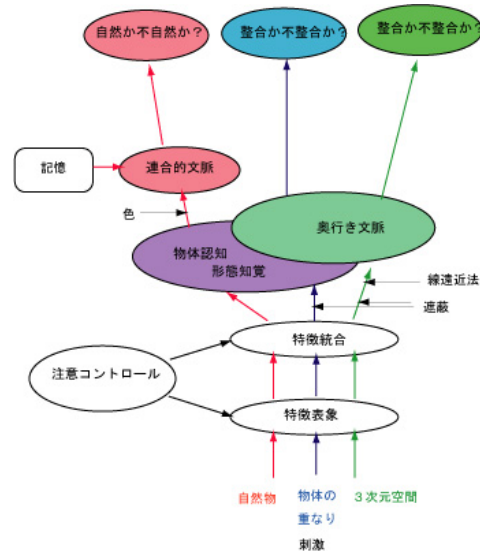 自然か不自然か？
整合か不整合か？
整合か不整合か？
記憶
連合的文脈
色
奥行き文脈
物体認知
形態知覚
線遠近法
遮蔽
特徴統合
注意コントロール
特徴表象
自然物
物体の
重なり
３次元空間
刺激